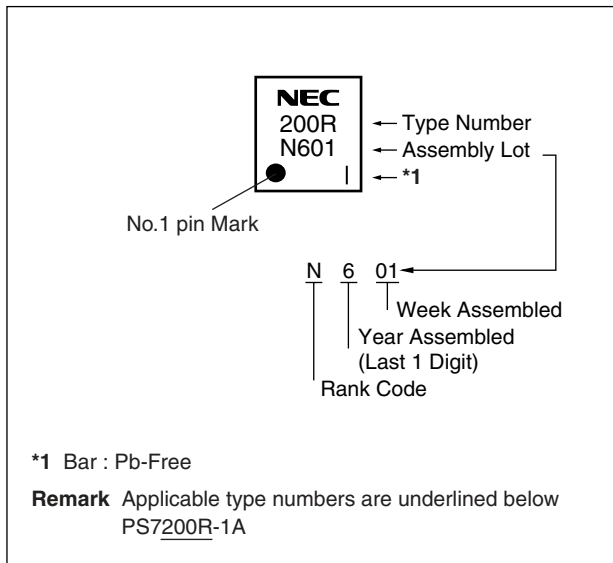 NEC
200R
N601
Type Number
Assembly Lot
*1
No.1 pin Mark
N 6 01
Week Assembled
Year Assembled
(Last 1 Digit)
Rank Code
*1 Bar : Pb-Free
Remark Applicable type numbers are underlined below
PS7200R-1A